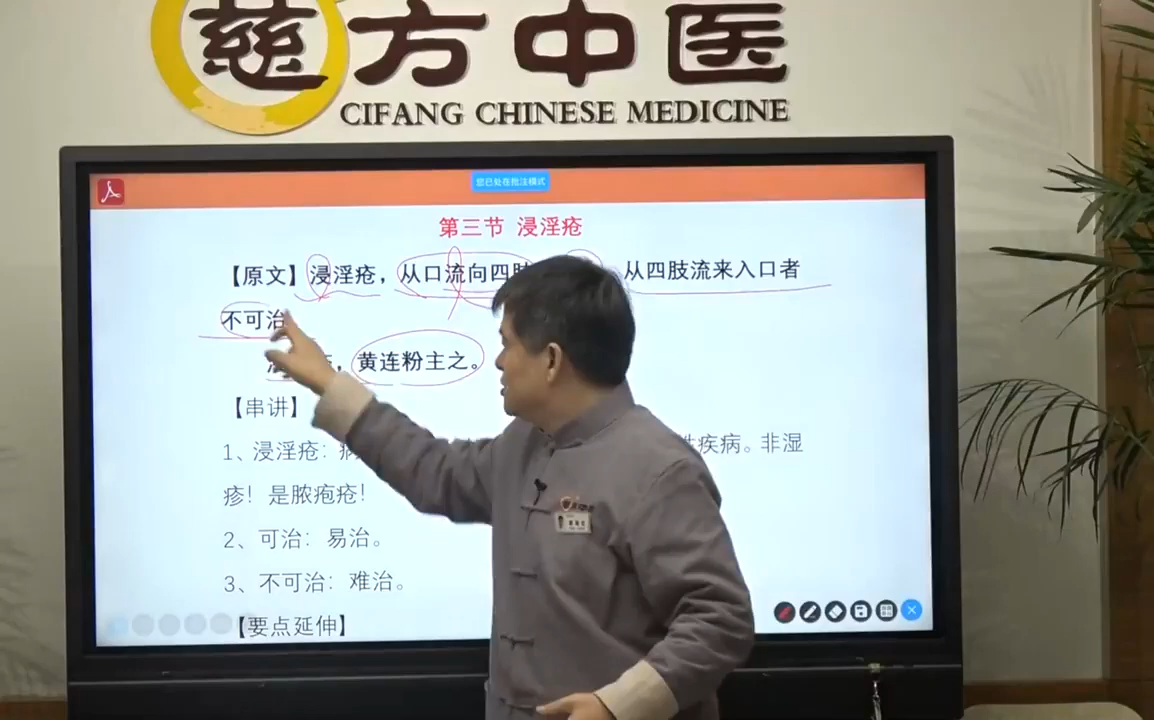 慈方中医
CIFANG CHINESE MEDICINE
您已处在批注模式
第三节 浸淫疮
【原文】浸淫疮，从口流向四肢 从四肢流来入口者
不可治
，黄连粉主之。
【串讲】
1、浸淫疮：病 性疾病。非湿
疹！是脓疱疮！
2、可治：易治。
3、不可治：难治。
【要点延伸】